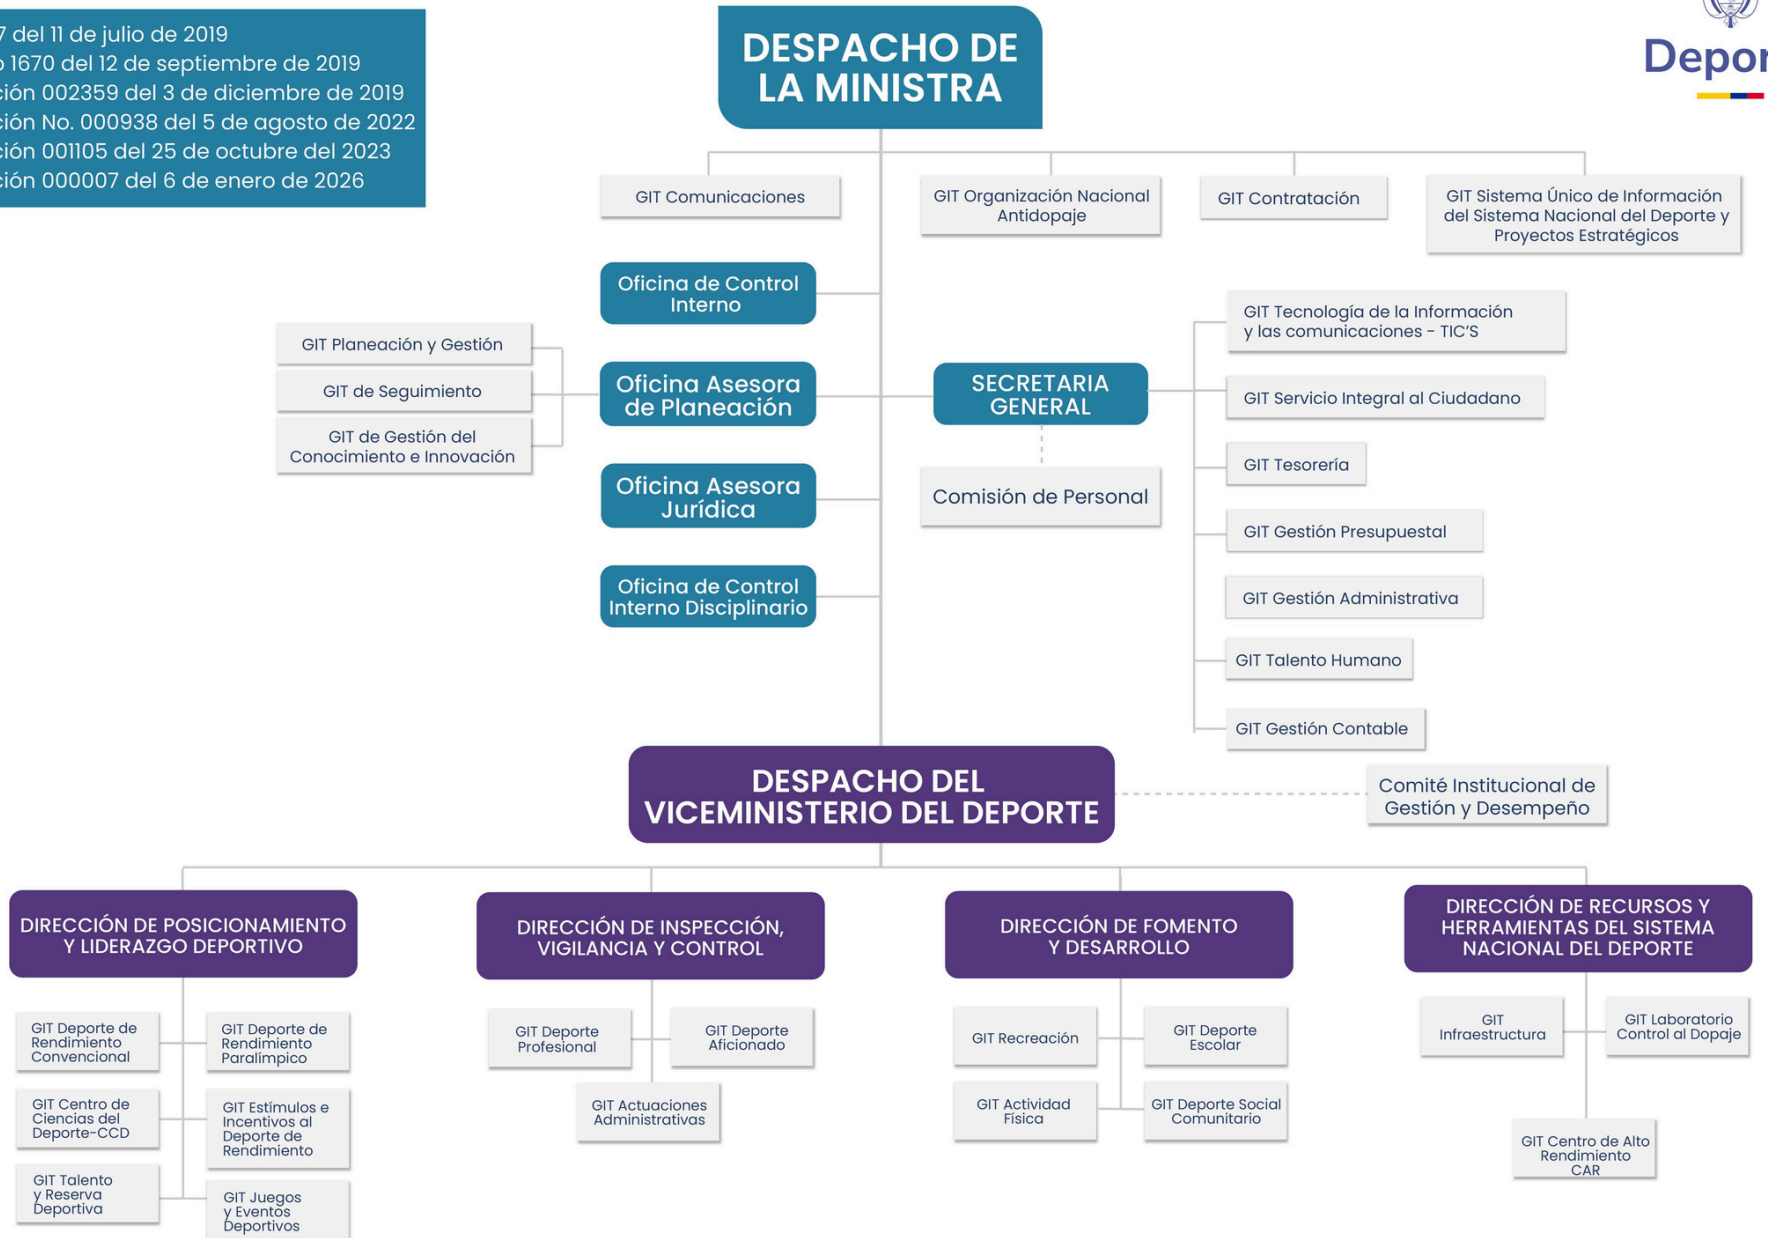 7 del 11 de julio de 2019
1670 del 12 de septiembre de 2019
ción 002359 del 3 de diciembre de 2019
ción No. 000938 del 5 de agosto de 2022
ción 001105 del 25 de octubre del 2023
ción 000007 del 6 de enero de 2026
DESPACHO DE
LA MINISTRA
Depor
GIT Comunicaciones
GIT Organización Nacional
Antidopaje
GIT Contratación
GIT Sistema Único de Información
del Sistema Nacional del Deporte y
Proyectos Estratégicos
Oficina de Control
Interno
GIT Planeación y Gestión
GIT de Seguimiento
GIT de Gestión del
Conocimiento e Innovación
Oficina Asesora
de Planeación
Oficina Asesora
Jurídica
Oficina de Control
Interno Disciplinario
SECRETARIA
GENERAL
Comisión de Personal
GIT Tecnología de la Información
y las comunicaciones - TIC'S
GIT Servicio Integral al Ciudadano
GIT Tesorería
GIT Gestión Presupuestal
GIT Gestión Administrativa
GIT Talento Humano
GIT Gestión Contable
DESPACHO DEL
VICEMINISTERIO DEL DEPORTE
Comité Institucional de
Gestión y Desempeño
DIRECCIÓN DE POSICIONAMIENTO
Y LIDERAZGO DEPORTIVO
GIT Deporte de
Rendimiento
Convencional
GIT Deporte de
Rendimiento
Paralímpico
GIT Centro de
Ciencias del
Deporte-CCD
GIT Estímulos e
Incentivos al
Deporte de
Rendimiento
GIT Talento
y Reserva
Deportiva
GIT Juegos
y Eventos
Deportivos
DIRECCIÓN DE INSPECCIÓN,
VIGILANCIA Y CONTROL
GIT Deporte
Profesional
GIT Deporte
Aficionado
GIT Actuaciones
Administrativas
DIRECCIÓN DE FOMENTO
Y DESARROLLO
GIT Recreación
GIT Deporte
Escolar
GIT Actividad
Física
GIT Deporte Social
Comunitario
DIRECCIÓN DE RECURSOS Y
HERRAMIENTAS DEL SISTEMA
NACIONAL DEL DEPORTE
GIT
Infraestructura
GIT Laboratorio
Control al Dopaje
GIT Centro de Alto
Rendimiento
CAR